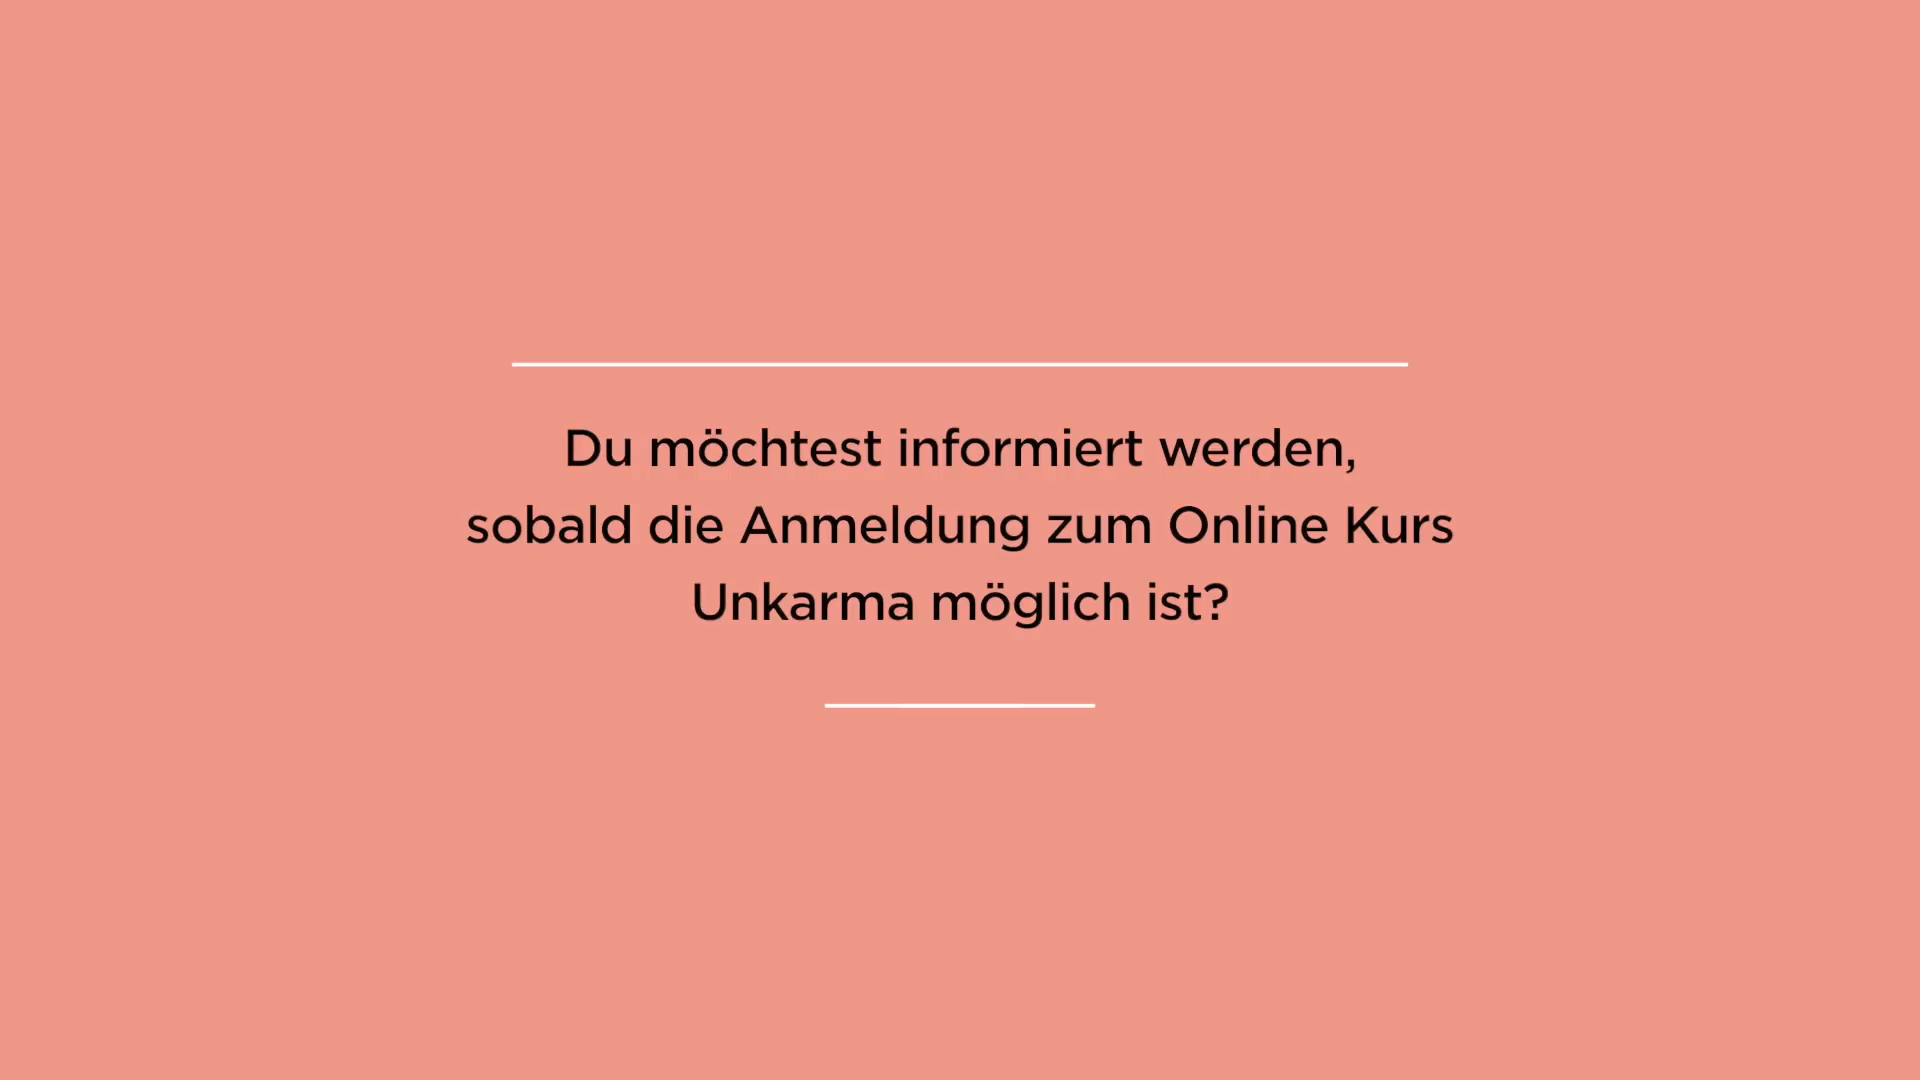 Du möchtest informiert werden,
sobald die Anmeldung zum Online Kurs
Unkarma möglich ist?